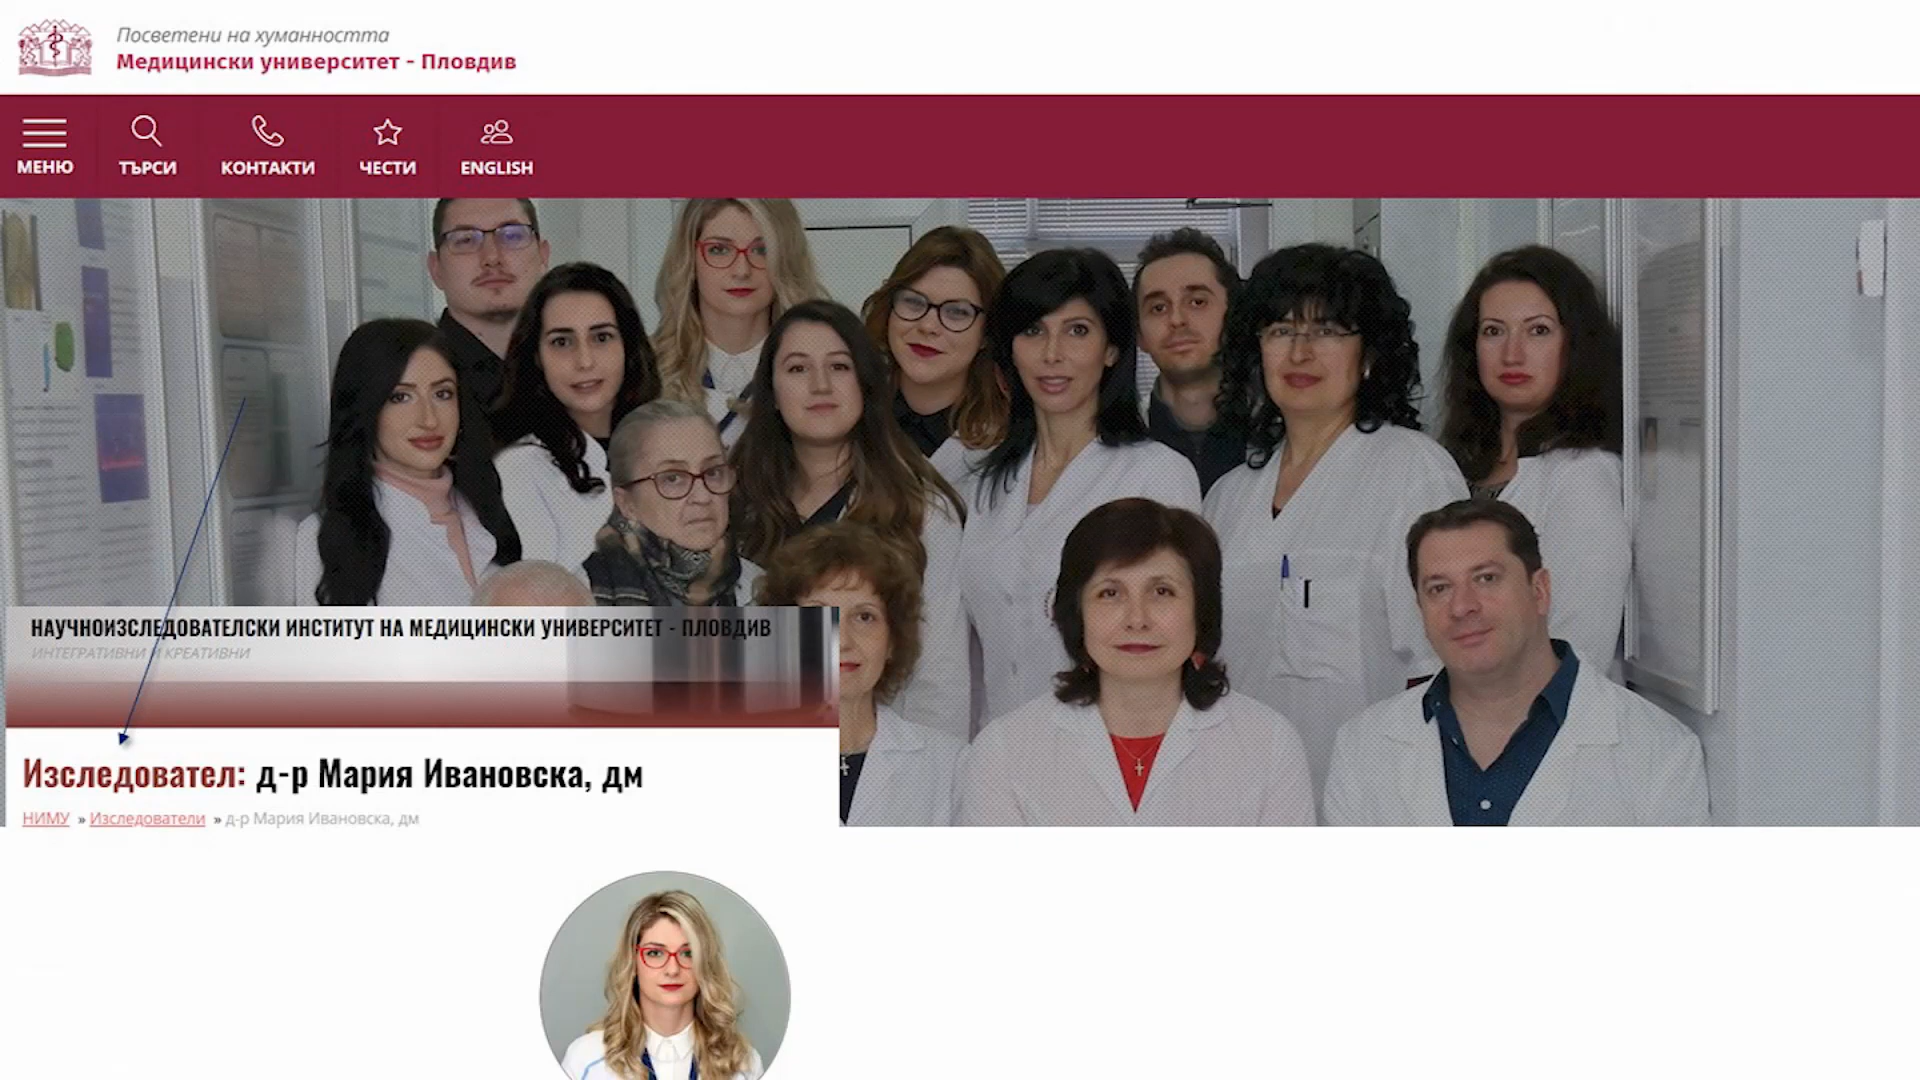 Посветени на хуманността
Медицински университет - Пловдив
МЕНЮ
ТЪРСИ
КОНТАКТИ
ЧЕСТИ
ENGLISH
НАУЧНОИЗСЛЕДОВАТЕЛСКИ ИНСТИТУТ НА МЕДИЦИНСКИ УНИВЕРСИТЕТ - ПЛОВДИВ
ИНТЕГРАТИВНИ И КРЕАТИВНИ
Изследовател: д-р Мария Ивановска, дм
НИМУ » Изследователи » д-р Мария Ивановска, дм